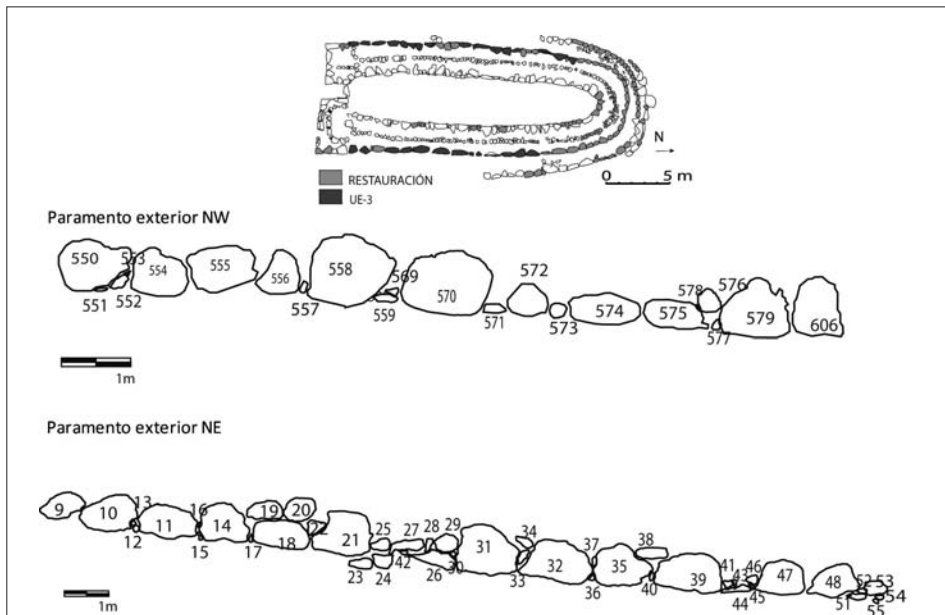 N
RESTAURACIÓN
UE-3
0 5 m
Paramento exterior NW
550 551 552 553 554 555 556 557 558 559 569 570 571 572 573 574 575 578 576 577 579 606
1m
Paramento exterior NE
9 10 13 12 11 16 15 14 17 19 18 20 22 21 25 23 24 27 42 28 26 29 30 31 34 33 32 37 36 35 38 40 39 41 43 44 46 45 47 48 52 51 53 54 55
1m